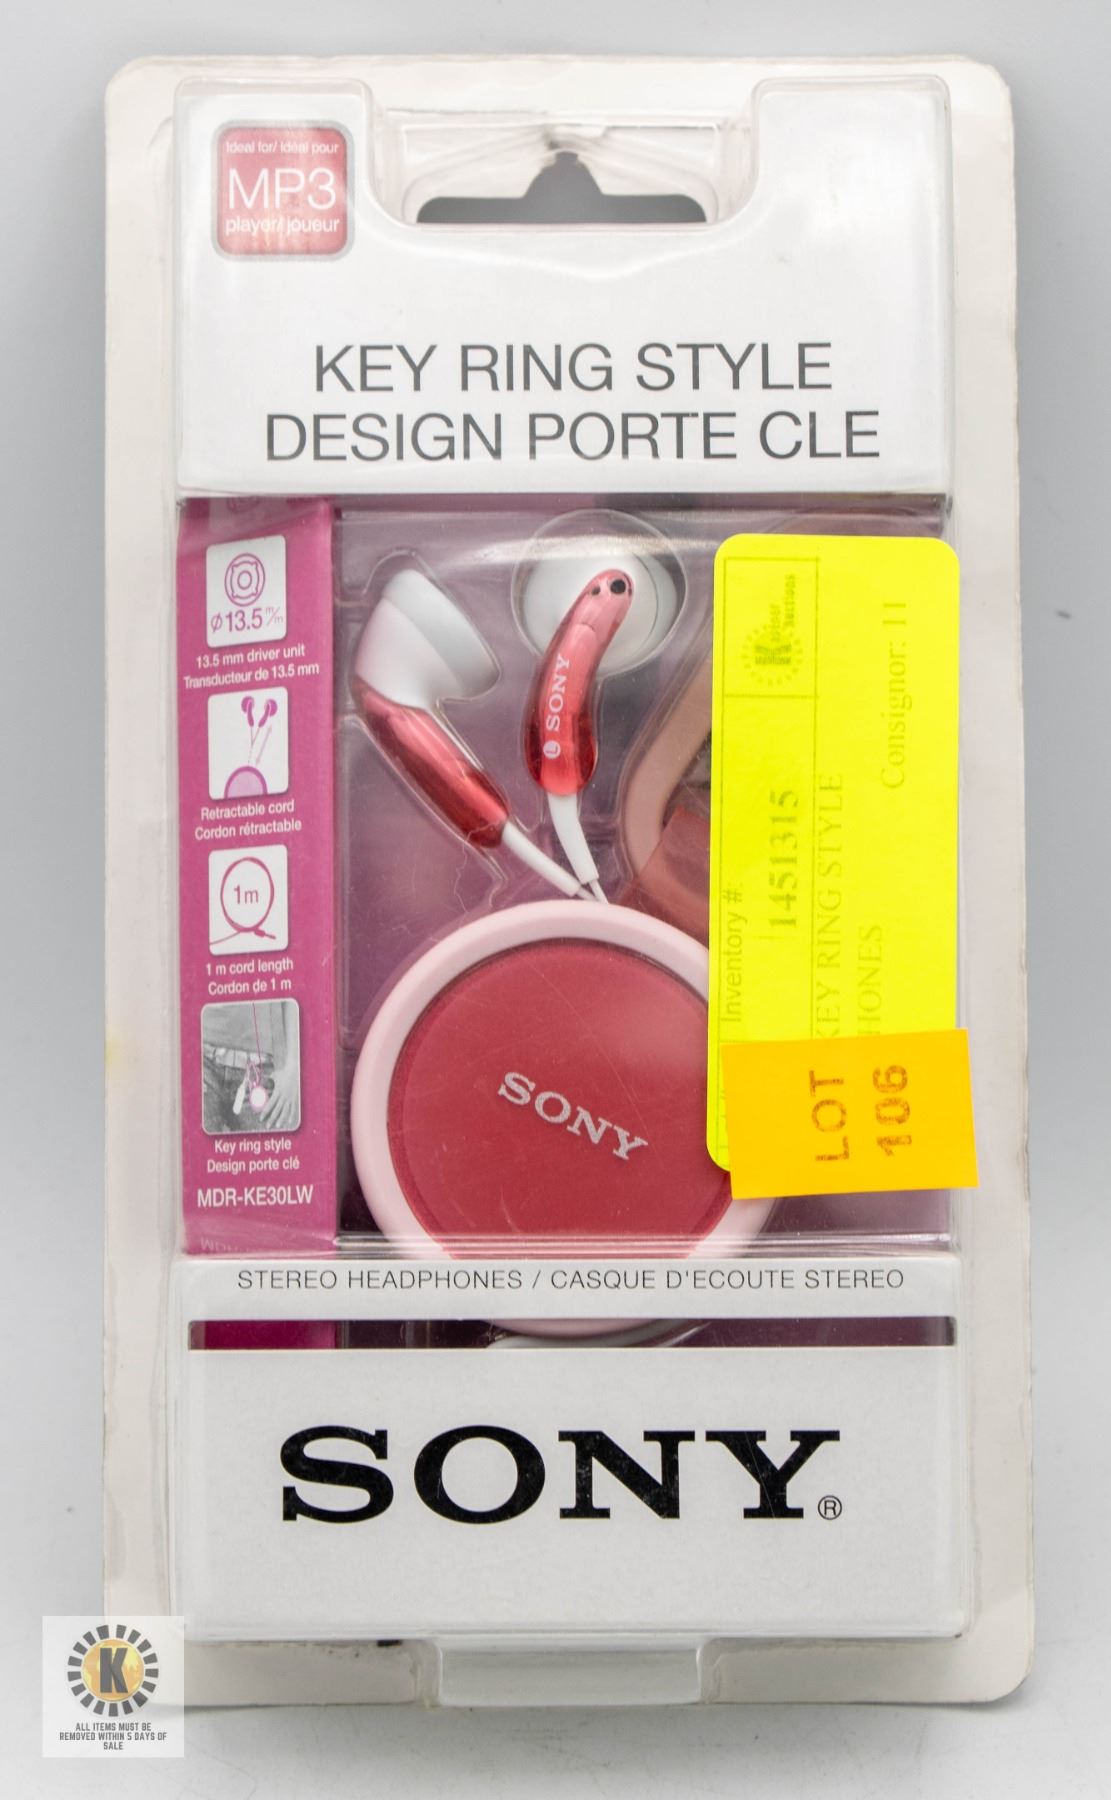 Ideal for/ Idéal pour
MP3
player/ joueur
KEY RING STYLE
DESIGN PORTE CLE
ø13.5 m/m
13.5 mm driver unit
Transducteur de 13.5 mm
Retractable cord
Cordon rétractable
1m
1 m cord length
Cordon de 1 m
Key ring style
Design porte clé
MDR-KE30LW
L SONY
SONY
Auctions
Inventory #:
1451315
KEY RING STYLE
Consignor: 11
LOT
106
STEREO HEADPHONES / CASQUE D'ECOUTE STEREO
SONY®
K
ALL ITEMS MUST BE
REMOVED WITHIN 5 DAYS OF
SALE